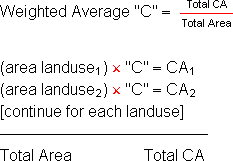 Weighted Average "C" = Total CA / Total Area
(area landuse₁) × "C" = CA₁
(area landuse₂) × "C" = CA₂
[continue for each landuse]
Total Area Total CA